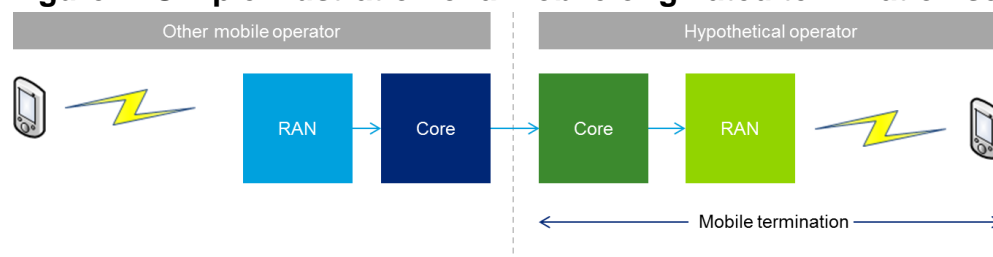 Other mobile operator
Hypothetical operator
RAN
Core
Core
RAN
Mobile termination